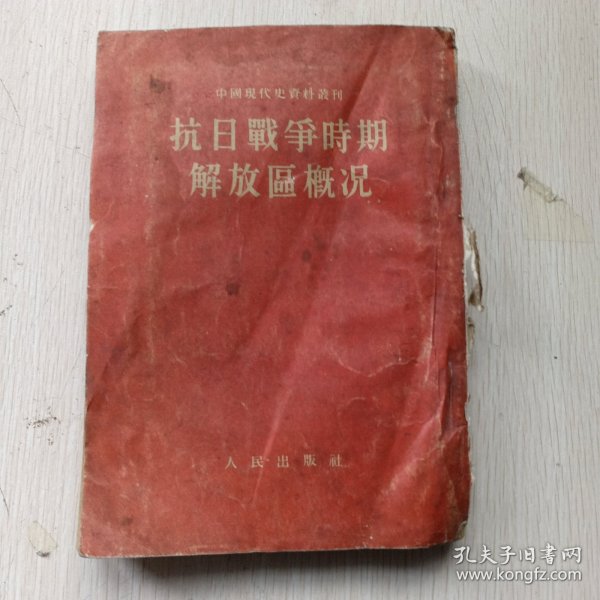 中國現代史資料叢刊
抗日戰爭時期
解放區概況
人民出版社
孔夫子旧書网
www.kongfz.com